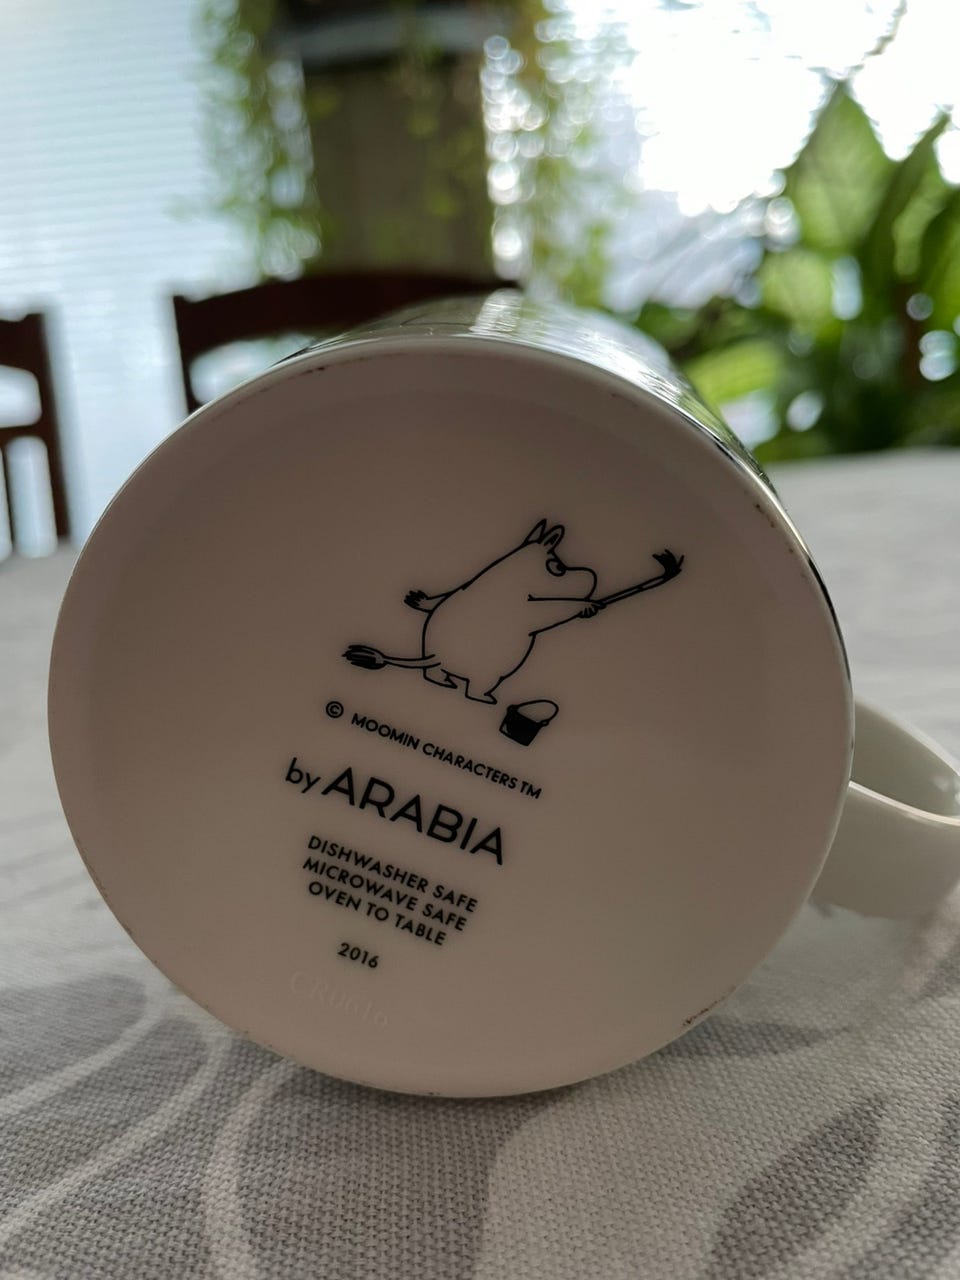 © MOOMIN CHARACTERS TM
by ARABIA
DISHWASHER SAFE
MICROWAVE SAFE
OVEN TO TABLE
2016